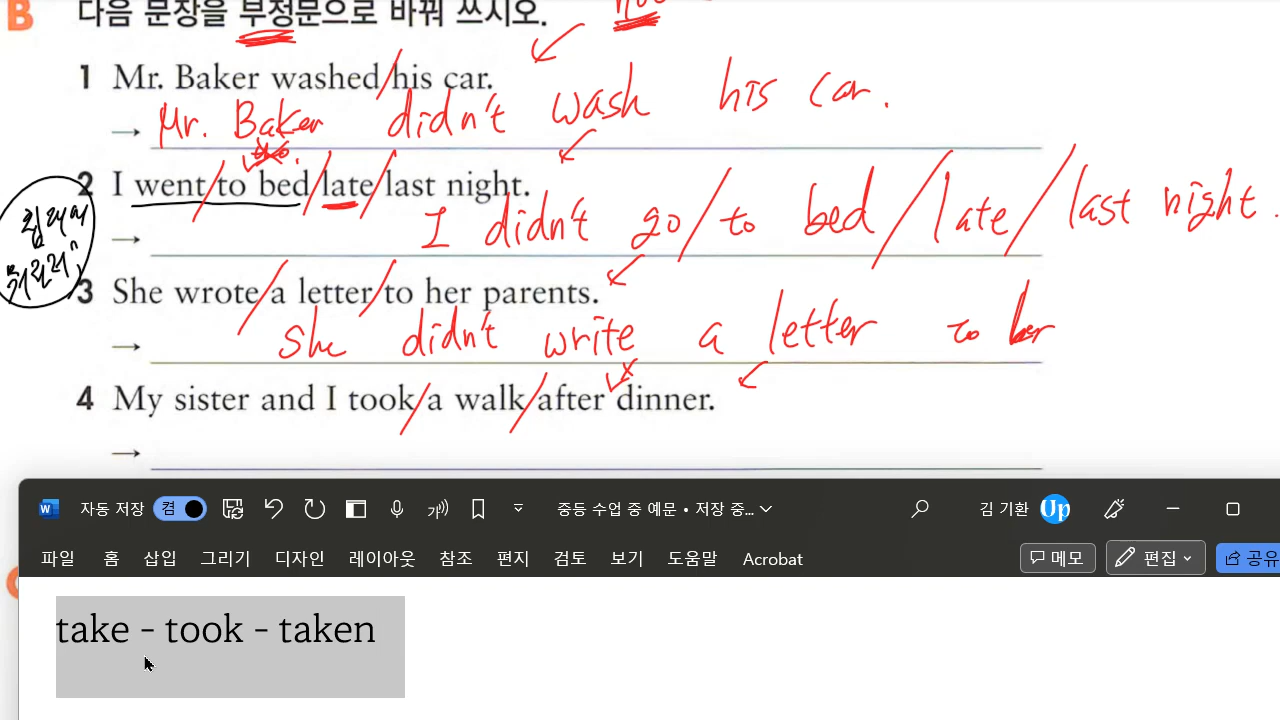 B 다음 문장을 부정문으로 바꿔 쓰시오.
1 Mr. Baker washed/his car.
→ Mr. Baker didn't wash his car.
2 I went/to bed/late/last night.
→ I didn't go/to bed/late/last night.
3 She wrote/a letter/to her parents.
→ She didn't write a letter to her
4 My sister and I took/a walk/after dinner.
→
자동 저장 켬 가)) 중등 수업 중 예문 • 저장 중... 김 기환 Up
파일 홈 삽입 그리기 디자인 레이아웃 참조 편지 검토 보기 도움말 Acrobat 메모 편집 공유
take - took - taken